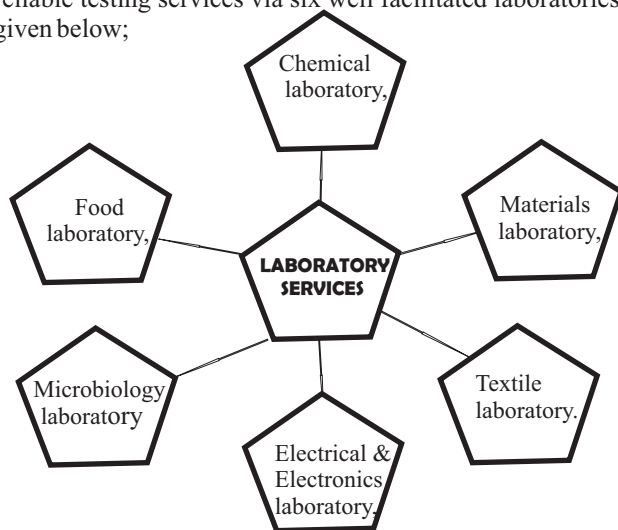 reliable testing services via six well facilitated laboratories
given below;
Chemical
laboratory,
Food
laboratory,
Materials
laboratory,
LABORATORY
SERVICES
Microbiology
laboratory
Textile
laboratory.
Electrical &
Electronics
laboratory,